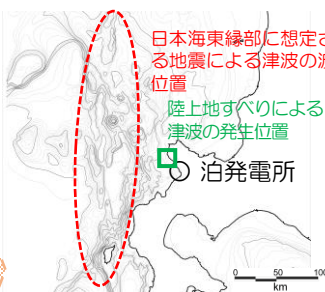 日本海東縁部に想定さ
る地震による津波の波
位置
陸上地すべりによる
津波の発生位置
泊発電所
0 50 100
km